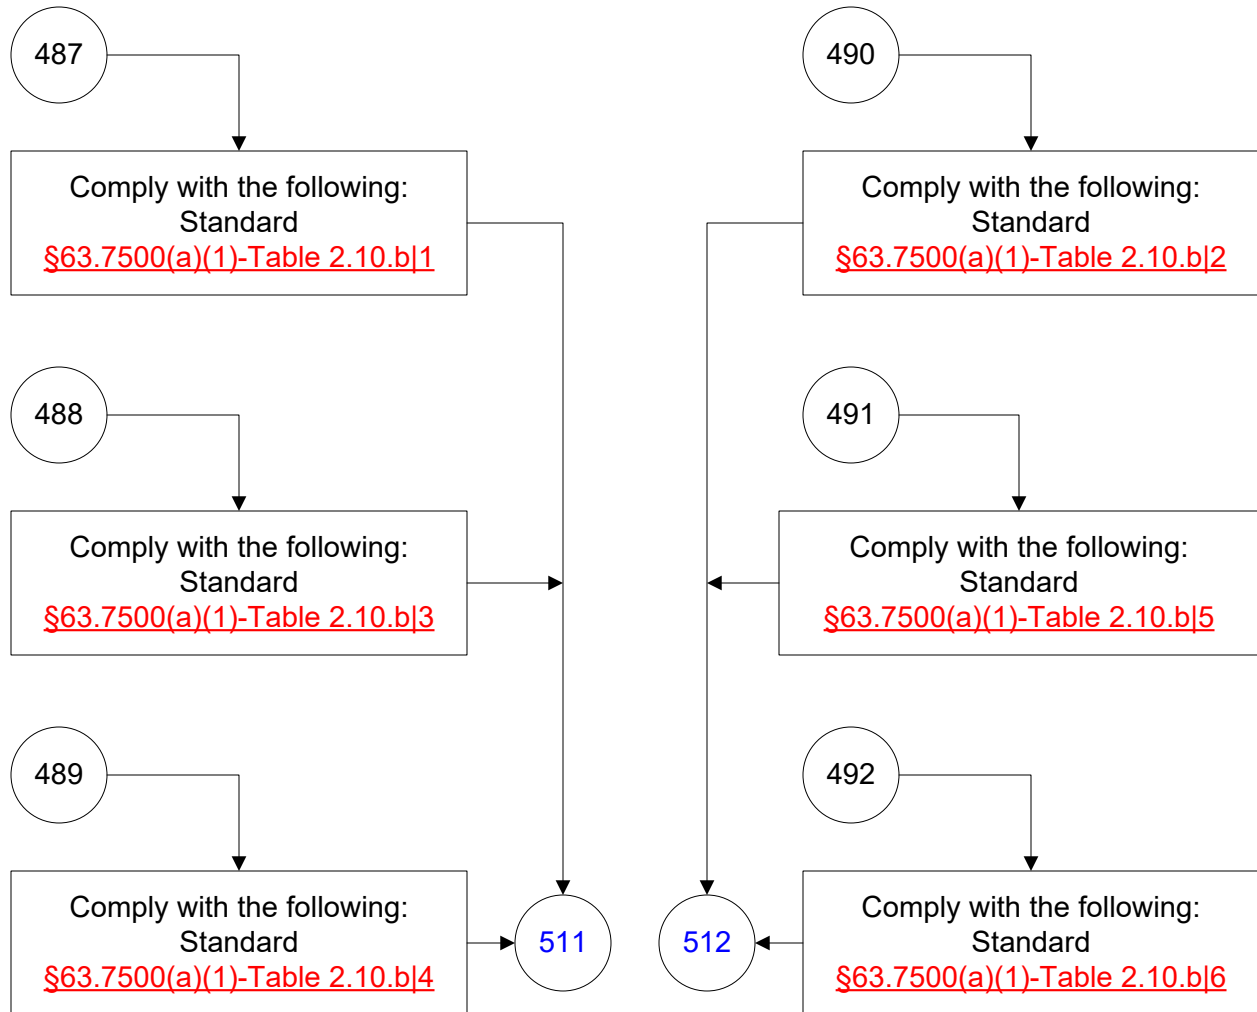 487
Comply with the following:
Standard
§63.7500(a)(1)-Table 2.10.b|1
488
Comply with the following:
Standard
§63.7500(a)(1)-Table 2.10.b|3
489
Comply with the following:
Standard
§63.7500(a)(1)-Table 2.10.b|4
511
490
Comply with the following:
Standard
§63.7500(a)(1)-Table 2.10.b|2
491
Comply with the following:
Standard
§63.7500(a)(1)-Table 2.10.b|5
492
Comply with the following:
Standard
§63.7500(a)(1)-Table 2.10.b|6
512